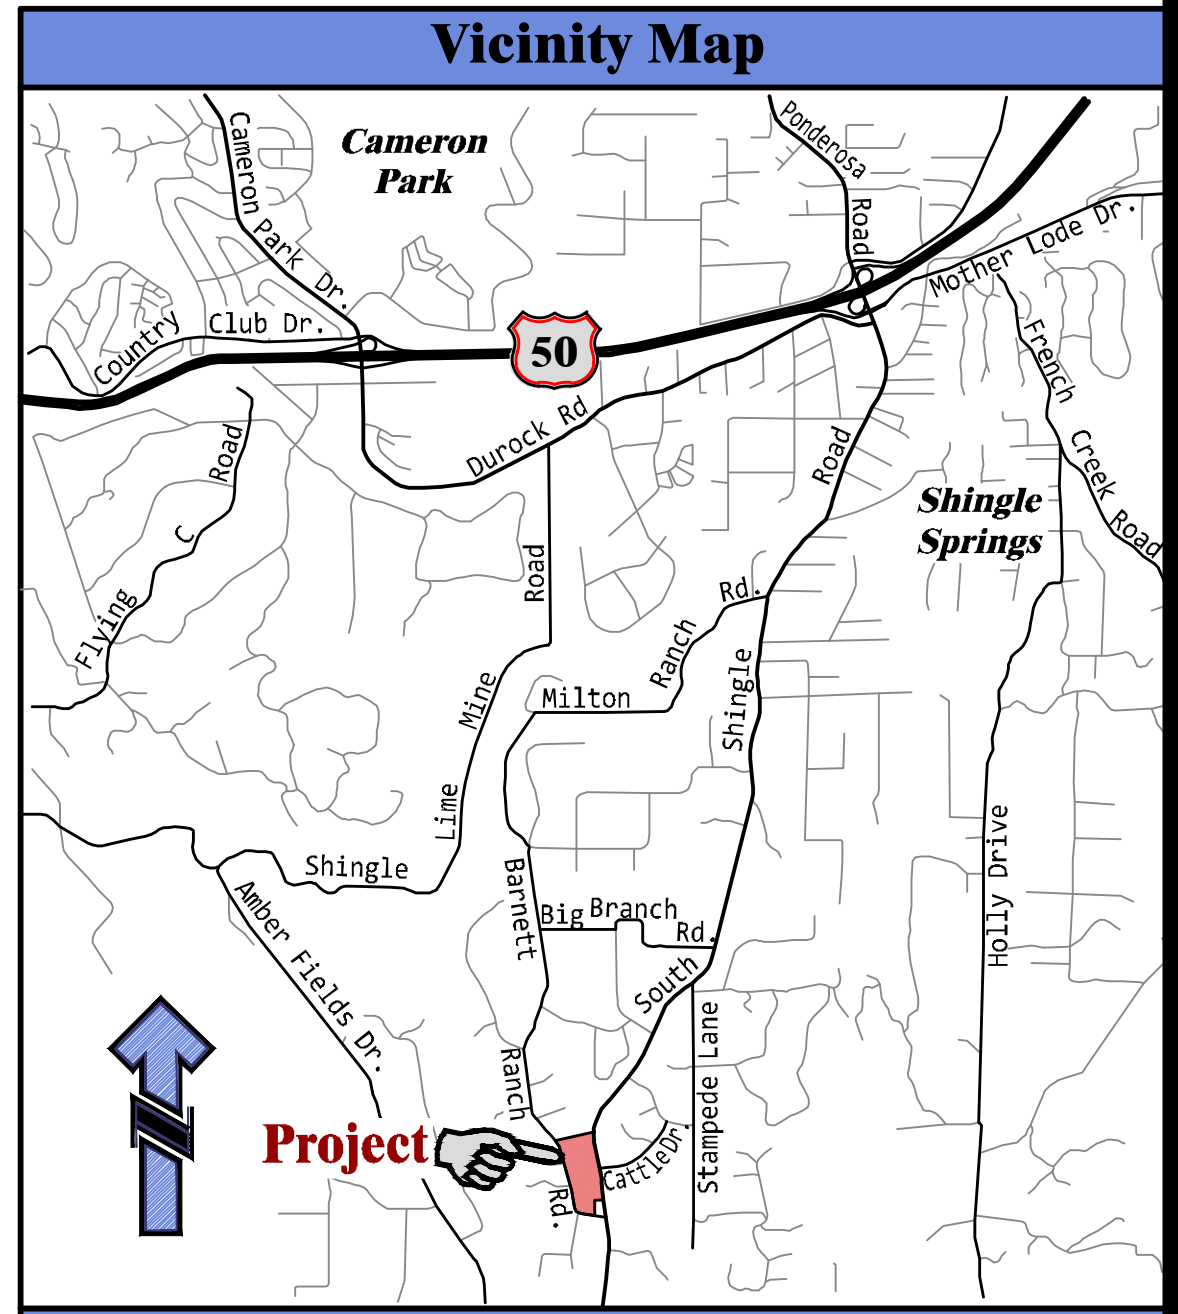 Vicinity Map
Cameron Park Dr.
Cameron
Park
Ponderosa
Road
Mother Lode Dr.
Country Club Dr.
50
French Creek Road
Durock Rd
Road
Flying C Road
Shingle
Springs
Road
Rd.
Milton Ranch
Shingle
Mine
Lime
Shingle
Holly Drive
Barnett
Big Branch Rd.
Amber Fields Dr.
South
Stampede Lane
Ranch
Project
Cattle Dr.
Rd.